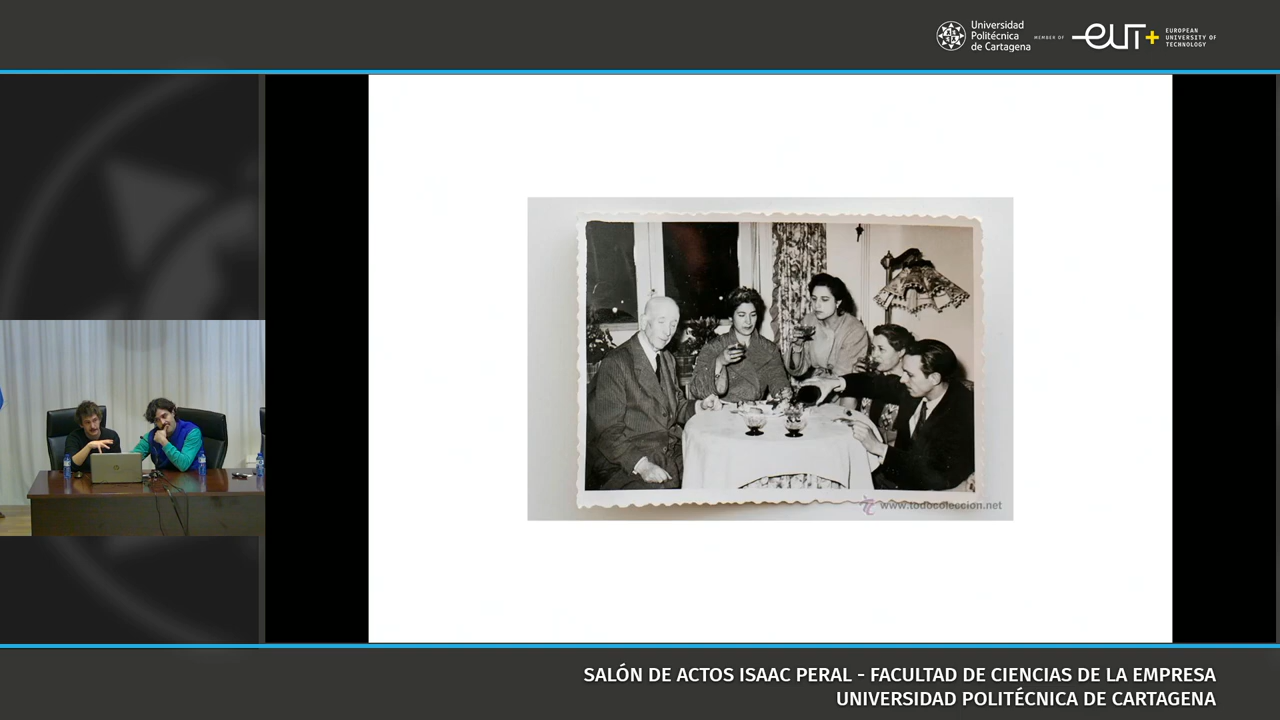 Universidad
Politécnica
de Cartagena
MEMBER OF
EUT+
EUROPEAN
UNIVERSITY OF
TECHNOLOGY
www.todocoleccion.net
SALÓN DE ACTOS ISAAC PERAL - FACULTAD DE CIENCIAS DE LA EMPRESA
UNIVERSIDAD POLITÉCNICA DE CARTAGENA